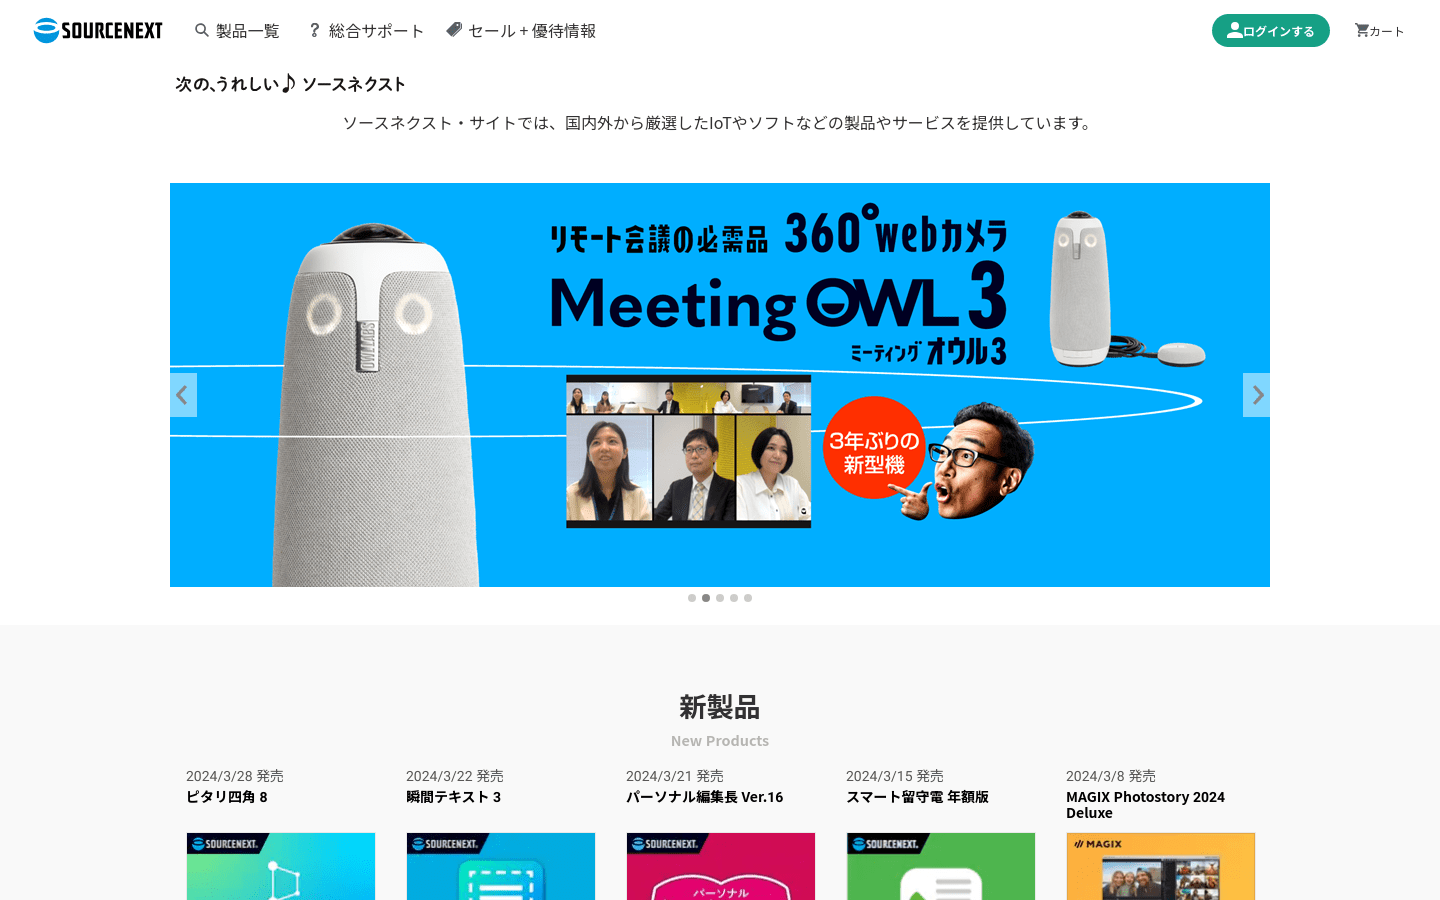 SOURCENEXT
製品一覧
総合サポート
セール + 優待情報
ログインする
カート
次の、うれしい♪ ソースネクスト
ソースネクスト・サイトでは、国内外から厳選したIoTやソフトなどの製品やサービスを提供しています。
リモート会議の必需品 360°webカメラ
Meeting OWL 3
ミーティング オウル3
OWL LABS
3年ぶりの
新型機
新製品
New Products
2024/3/28 発売
ピタリ四角 8
2024/3/22 発売
瞬間テキスト 3
2024/3/21 発売
パーソナル編集長 Ver.16
2024/3/15 発売
スマート留守電 年額版
2024/3/8 発売
MAGIX Photostory 2024
Deluxe
SOURCENEXT
SOURCENEXT
SOURCENEXT
パーソナル
SOURCENEXT
MAGIX